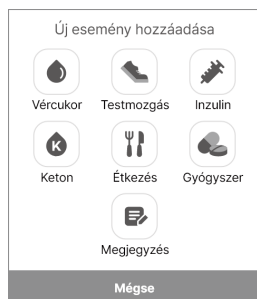 Új esemény hozzáadása
Vércukor Testmozgás Inzulin
K
Keton Étkezés Gyógyszer
Megjegyzés
Mégse